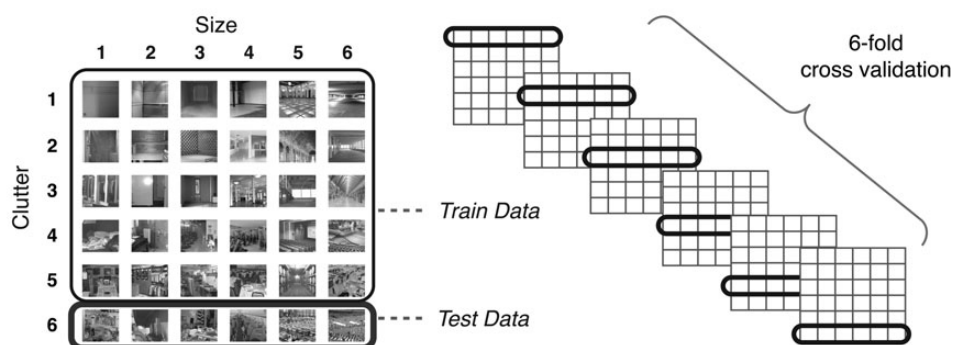 Size
1 2 3 4 5 6
Clutter
1
2
3
4
5
6
Train Data
Test Data
6-fold
cross validation